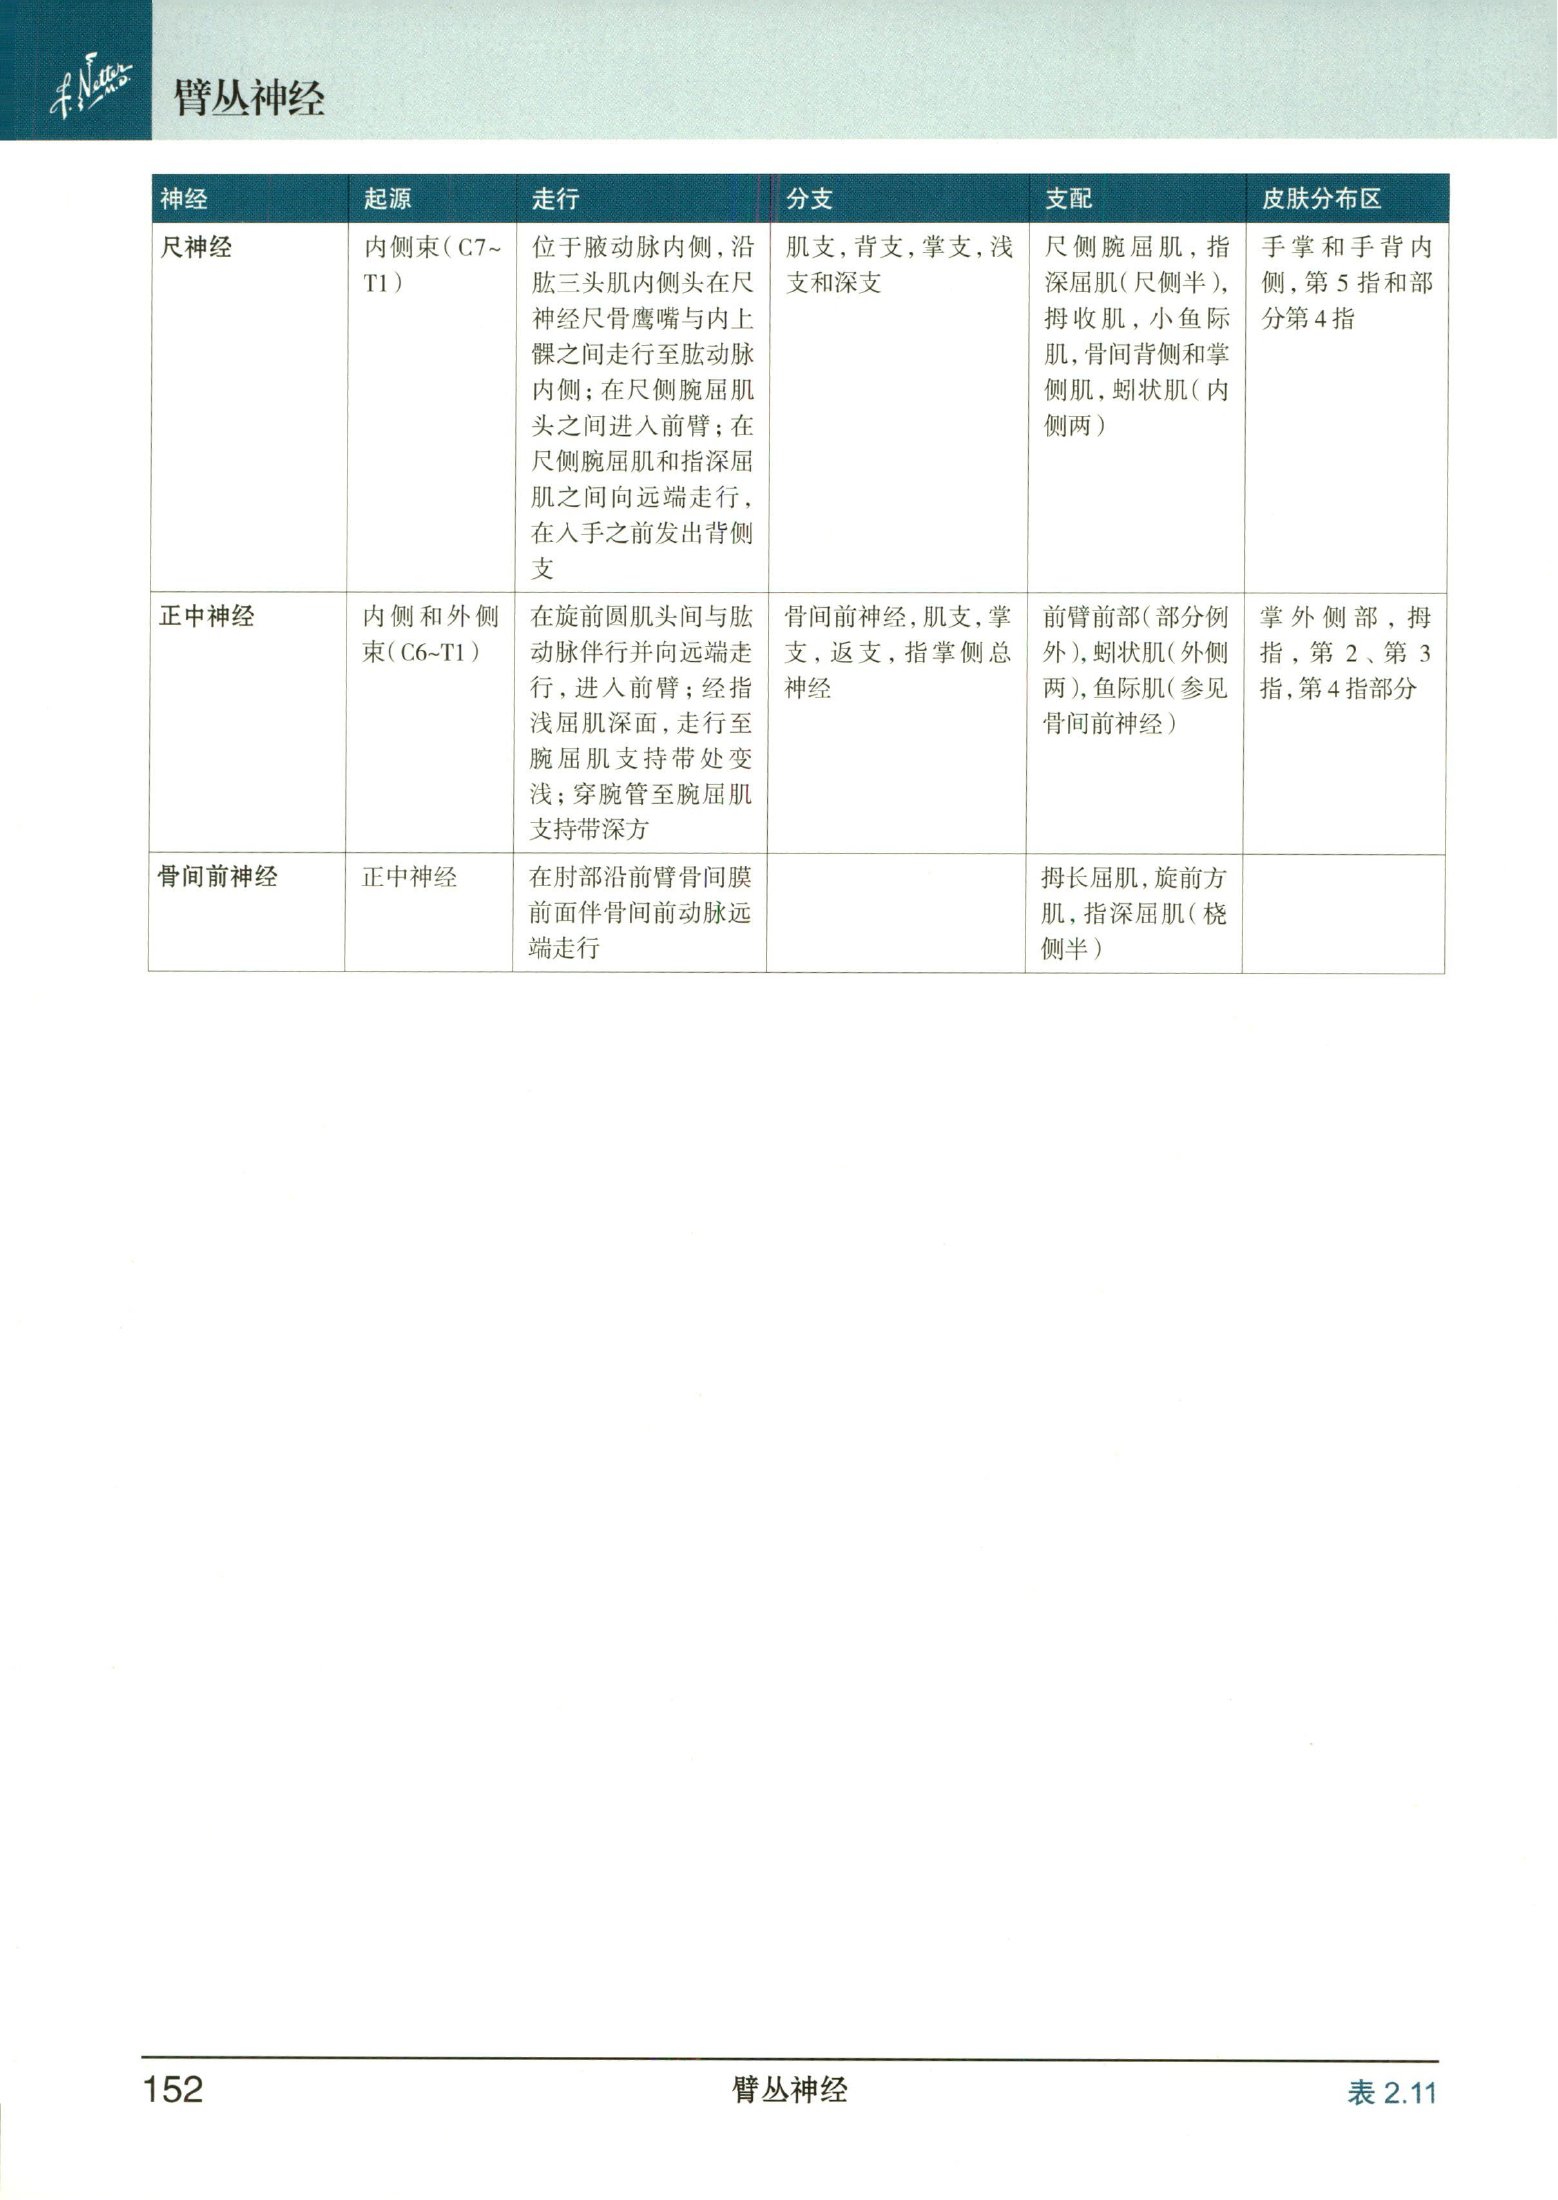 F. Netter M.D.
臂丛神经
神经 起源 走行 分支 支配 皮肤分布区
尺神经
内侧束（C7~
T1）
位于腋动脉内侧，沿
肱三头肌内侧头在尺
神经尺骨鹰嘴与内上
髁之间走行至肱动脉
内侧；在尺侧腕屈肌
头之间进入前臂；在
尺侧腕屈肌和指深屈
肌之间向远端走行，
在入手之前发出背侧
支
肌支，背支，掌支，浅
支和深支
尺侧腕屈肌，指
深屈肌（尺侧半），
拇收肌，小鱼际
肌，骨间背侧和掌
侧肌，蚓状肌（内
侧两）
手掌和手背内
侧，第5指和部
分第4指
正中神经
内侧和外侧
束（C6~T1）
在旋前圆肌头间与肱
动脉伴行并向远端走
行，进入前臂；经指
浅屈肌深面，走行至
腕屈肌支持带处变
浅；穿腕管至腕屈肌
支持带深方
骨间前神经，肌支，掌
支，返支，指掌侧总
神经
前臂前部（部分例
外），蚓状肌（外侧
两），鱼际肌（参见
骨间前神经）
掌外侧部，拇
指，第2、第3
指，第4指部分
骨间前神经
正中神经
在肘部沿前臂骨间膜
前面伴骨间前动脉远
端走行
拇长屈肌，旋前方
肌，指深屈肌（桡
侧半）
152 臂丛神经 表 2.11